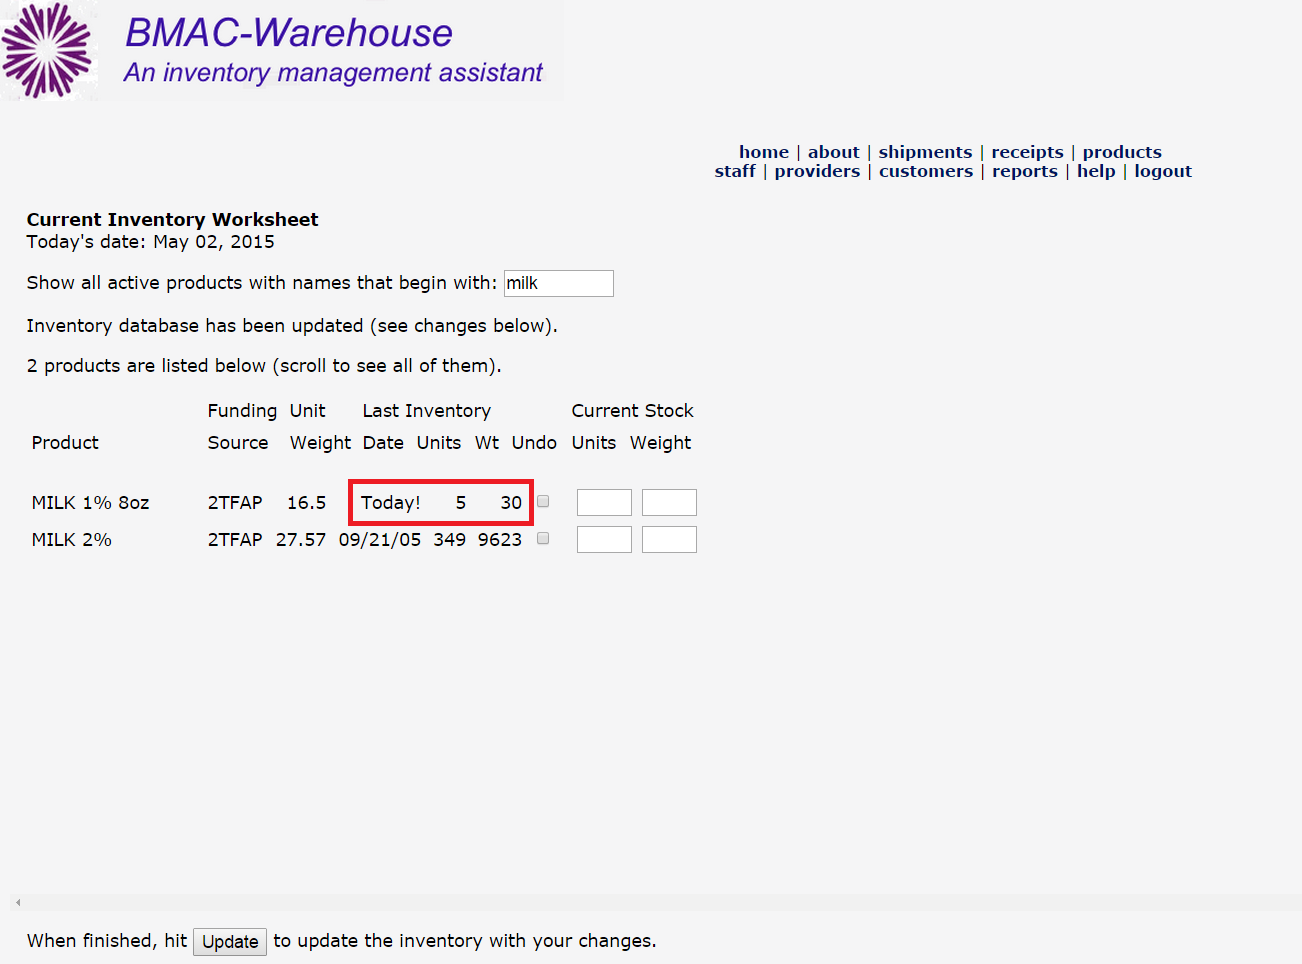 BMAC-Warehouse
An inventory management assistant
home | about | shipments | receipts | products
staff | providers | customers | reports | help | logout
Current Inventory Worksheet
Today's date: May 02, 2015
Show all active products with names that begin with: milk
Inventory database has been updated (see changes below).
2 products are listed below (scroll to see all of them).
Funding Unit Last Inventory Current Stock
Product Source Weight Date Units Wt Undo Units Weight
MILK 1% 8oz 2TFAP 16.5 Today! 5 30
MILK 2% 2TFAP 27.57 09/21/05 349 9623
When finished, hit Update to update the inventory with your changes.